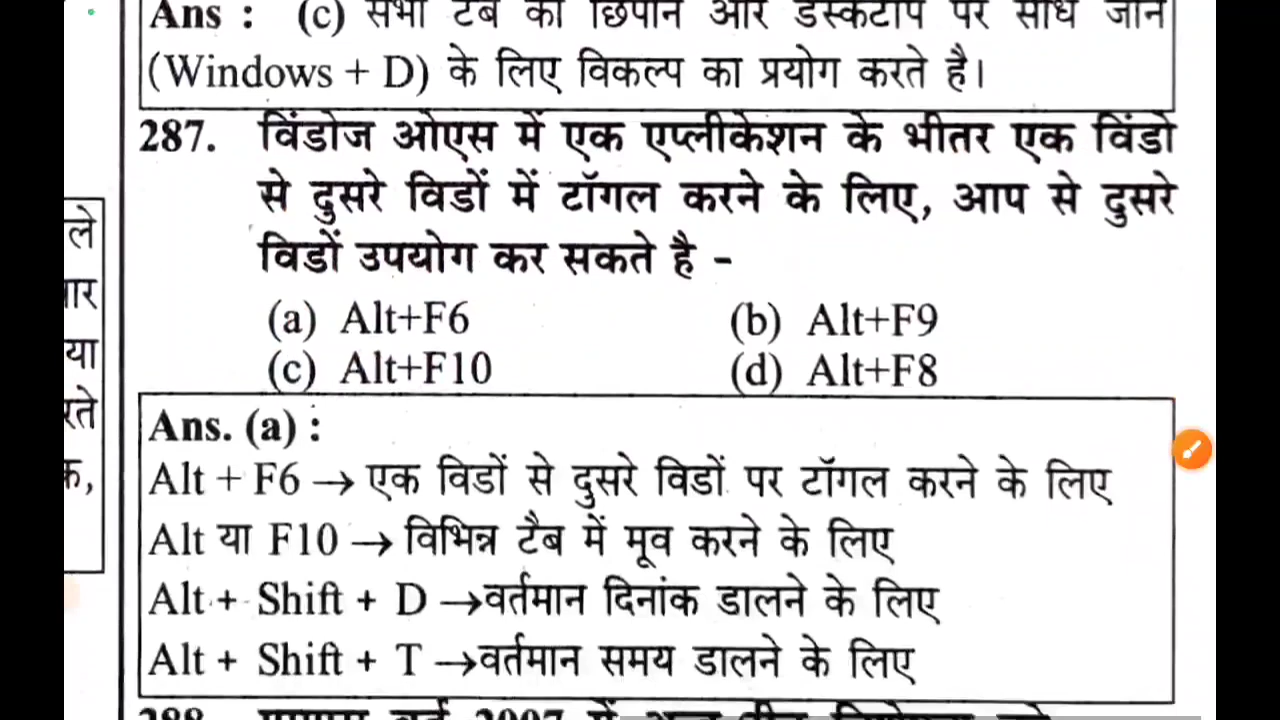 Ans : (c) सभी टैब को छिपाने और डेस्कटॉप पर सीधे जाने
(Windows + D) के लिए विकल्प का प्रयोग करते है।
287. विंडोज ओएस में एक एप्लीकेशन के भीतर एक विंडो
से दुसरे विडों में टॉगल करने के लिए, आप से दुसरे
विडों उपयोग कर सकते है -
(a) Alt+F6 (b) Alt+F9
(c) Alt+F10 (d) Alt+F8
Ans. (a) :
Alt + F6 → एक विडों से दुसरे विडों पर टॉगल करने के लिए
Alt या F10 → विभिन्न टैब में मूव करने के लिए
Alt + Shift + D →वर्तमान दिनांक डालने के लिए
Alt + Shift + T →वर्तमान समय डालने के लिए
ले
या
288. 2007 में